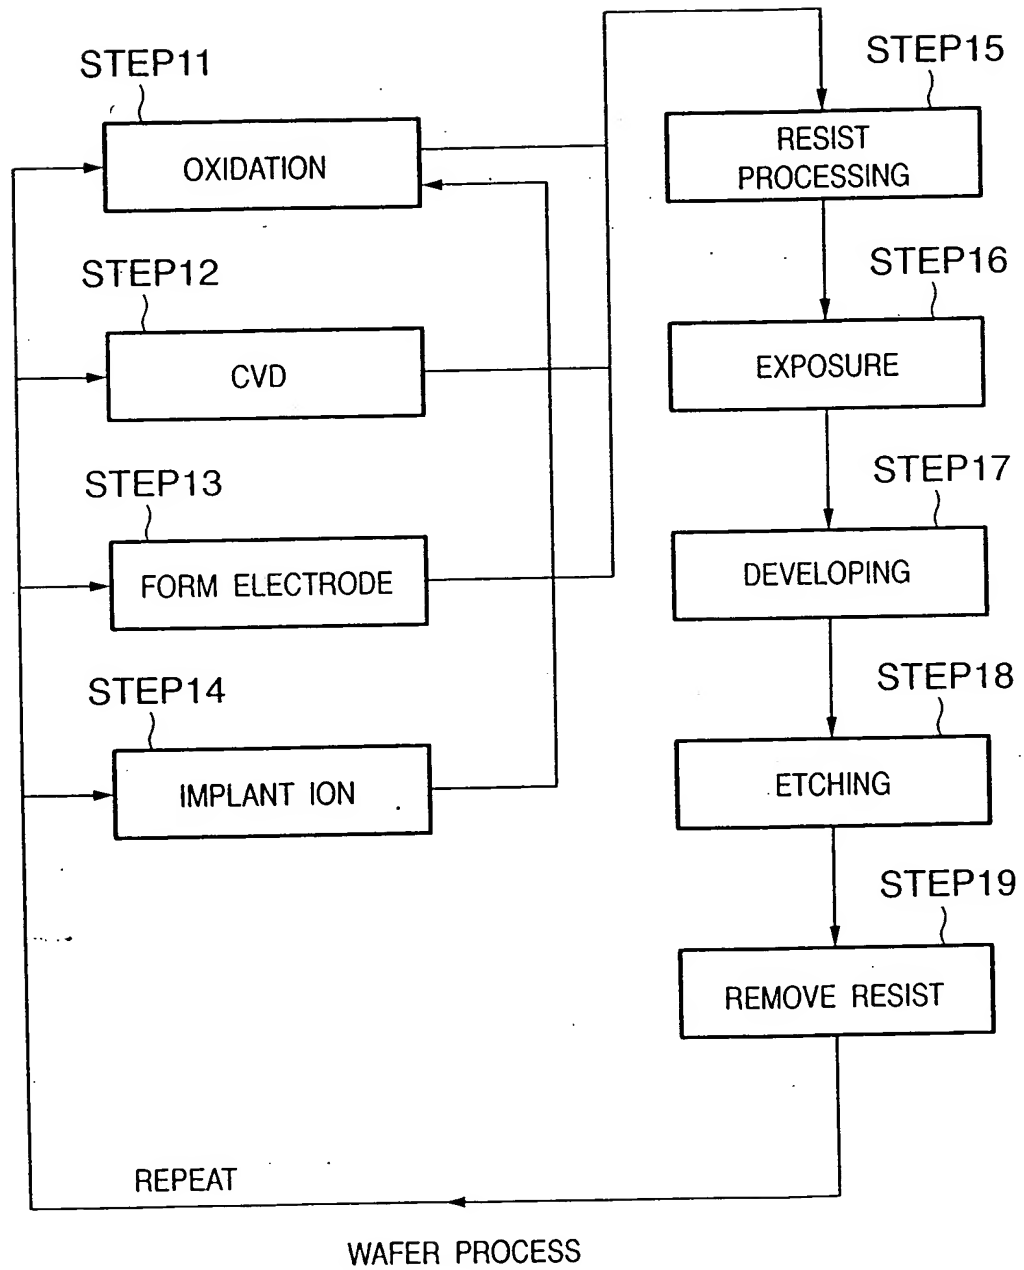 STEP11
OXIDATION
STEP12
CVD
STEP13
FORM ELECTRODE
STEP14
IMPLANT ION
STEP15
RESIST
PROCESSING
STEP16
EXPOSURE
STEP17
DEVELOPING
STEP18
ETCHING
STEP19
REMOVE RESIST
REPEAT
WAFER PROCESS